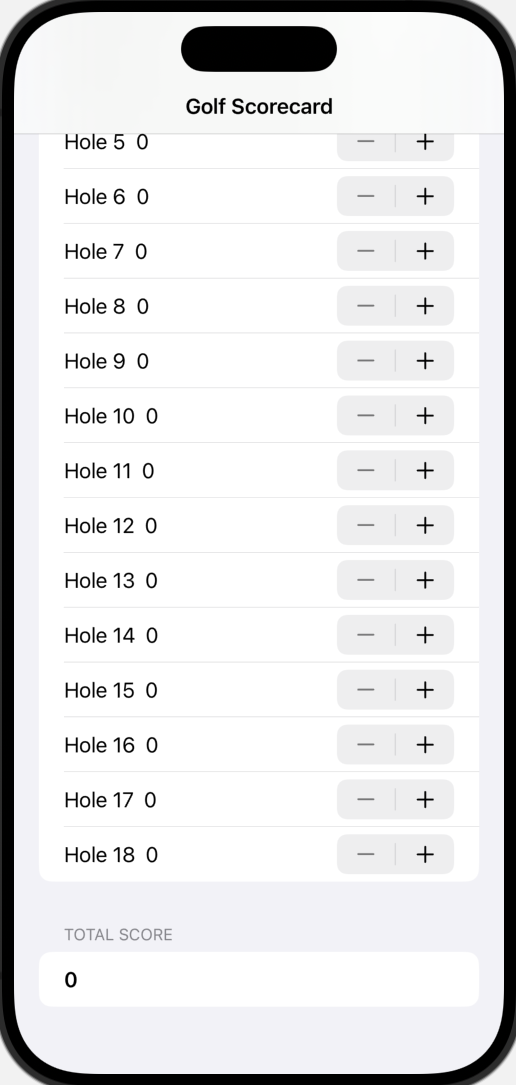 Golf Scorecard
Hole 5 0 − +
Hole 6 0 − +
Hole 7 0 − +
Hole 8 0 − +
Hole 9 0 − +
Hole 10 0 − +
Hole 11 0 − +
Hole 12 0 − +
Hole 13 0 − +
Hole 14 0 − +
Hole 15 0 − +
Hole 16 0 − +
Hole 17 0 − +
Hole 18 0 − +
TOTAL SCORE
0